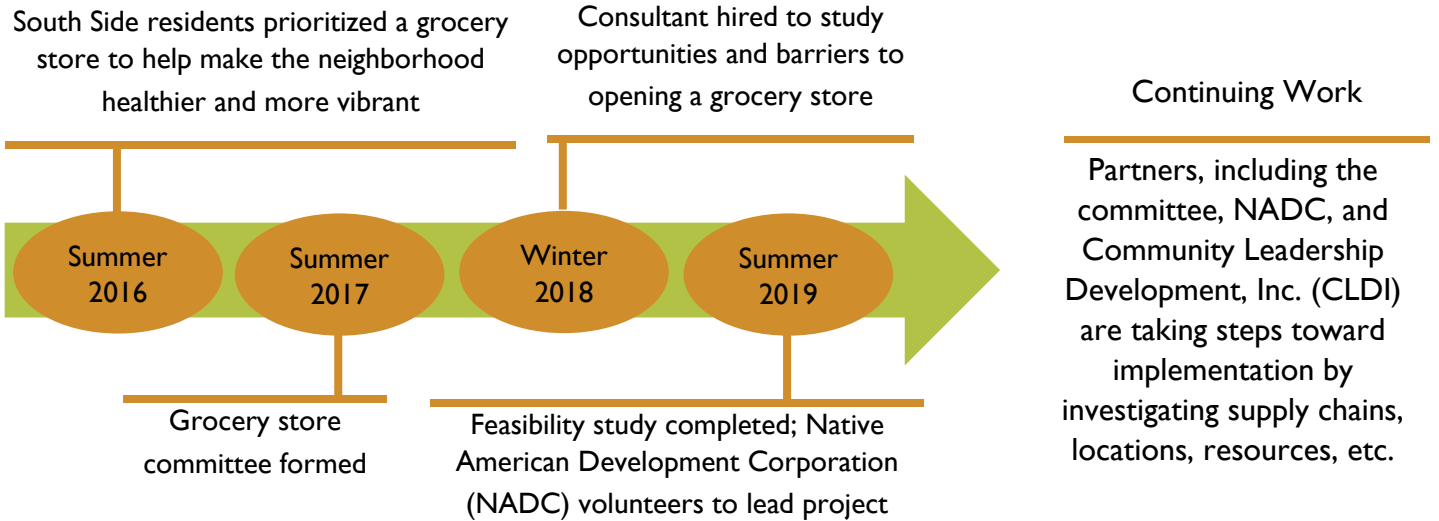 South Side residents prioritized a grocery
store to help make the neighborhood
healthier and more vibrant
Consultant hired to study
opportunities and barriers to
opening a grocery store
Summer
2016
Summer
2017
Winter
2018
Summer
2019
Grocery store
committee formed
Feasibility study completed; Native
American Development Corporation
(NADC) volunteers to lead project
Continuing Work
Partners, including the
committee, NADC, and
Community Leadership
Development, Inc. (CLDI)
are taking steps toward
implementation by
investigating supply chains,
locations, resources, etc.